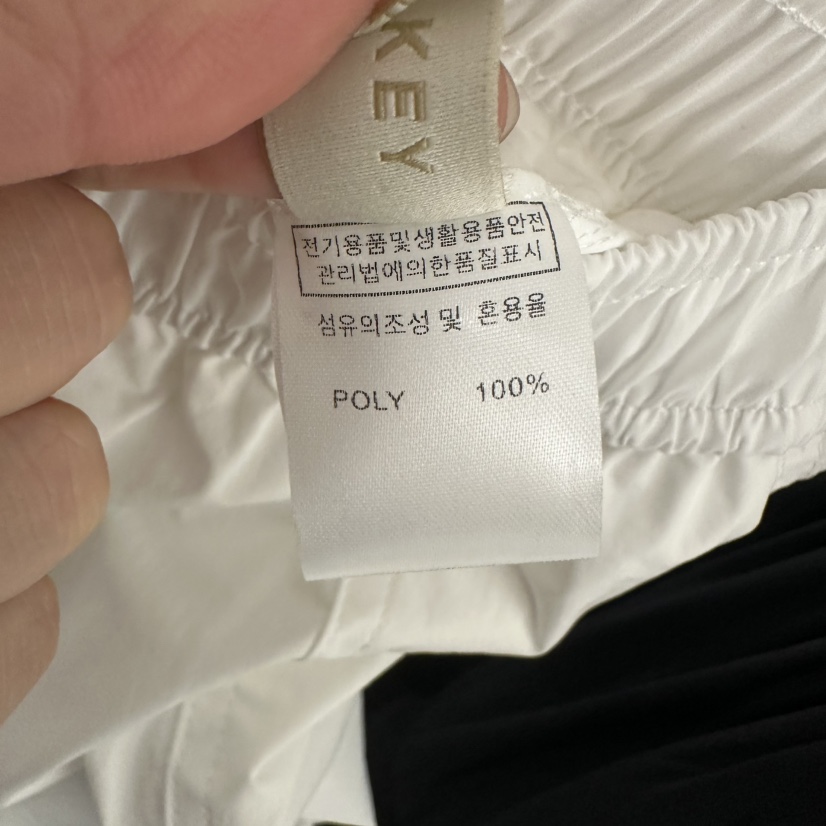 KEY
전기용품및생활용품안전
관리법에의한품질표시
섬유의조성 및 혼용율
POLY 100%